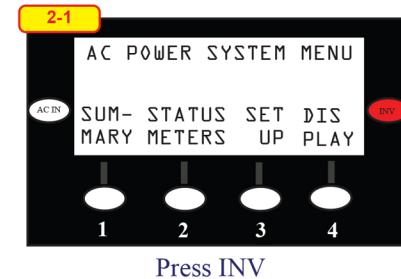 2-1
AC POWER SYSTEM MENU
AC IN
INV
SUM- STATUS SET DIS
MARY METERS UP PLAY
1 2 3 4
Press INV